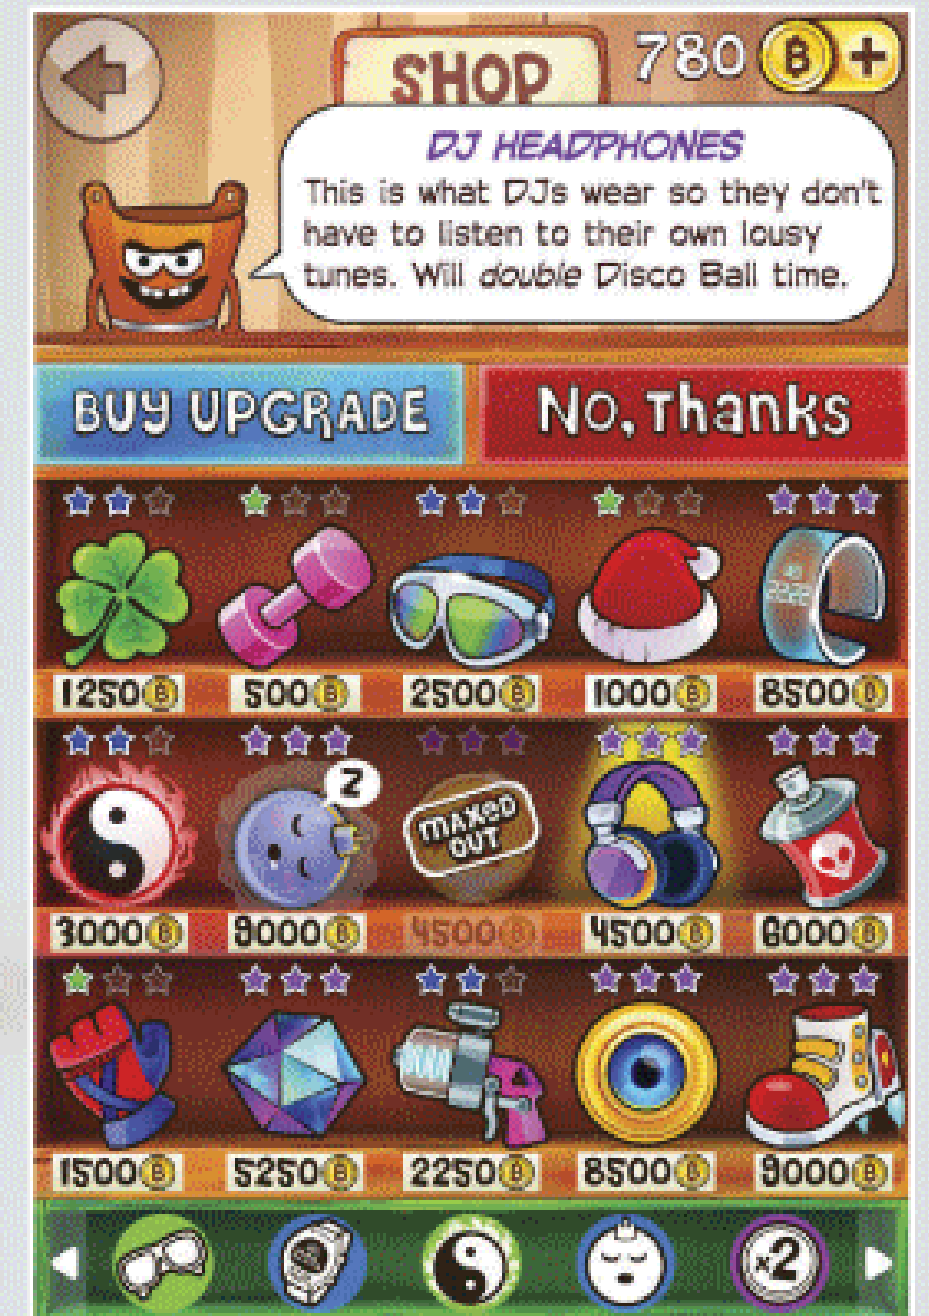 SHOP
780 B +
DJ HEADPHONES
This is what DJs wear so they don't
have to listen to their own lousy
tunes. Will double Disco Ball time.
BUY UPGRADE
No, Thanks
1250 B
500 B
2500 B
1000 B
8500 B
Z
MAXED
OUT
3000 B
9000 B
4500 B
4500 B
6000 B
1500 B
5250 B
2250 B
8500 B
9000 B
x2